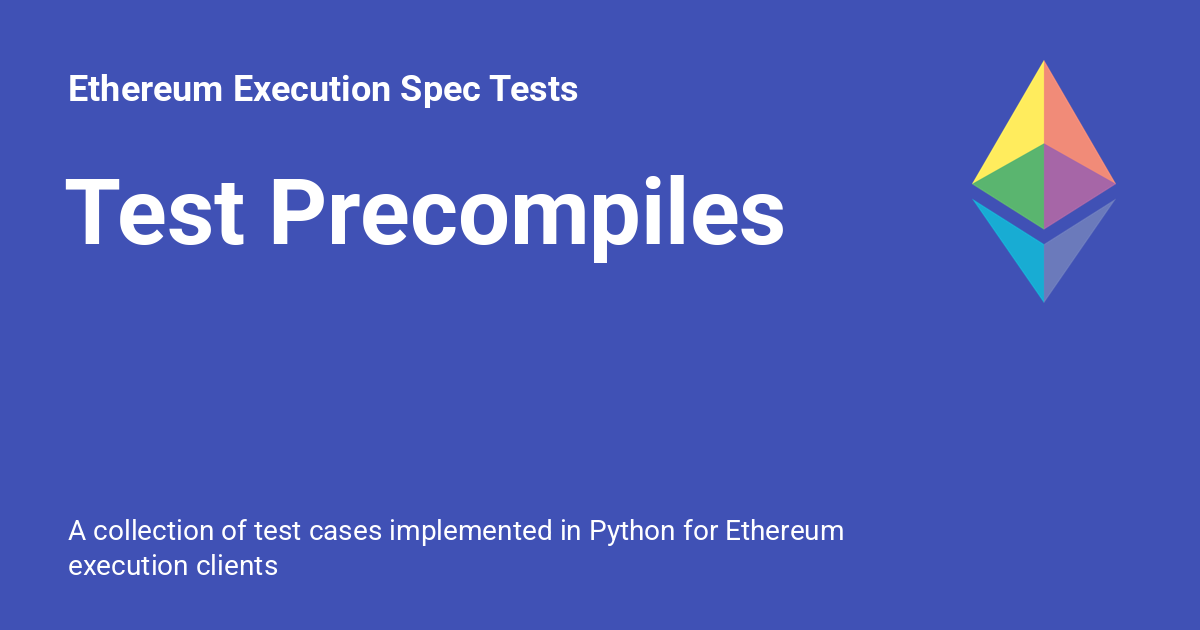 Ethereum Execution Spec Tests
Test Precompiles
A collection of test cases implemented in Python for Ethereum
execution clients